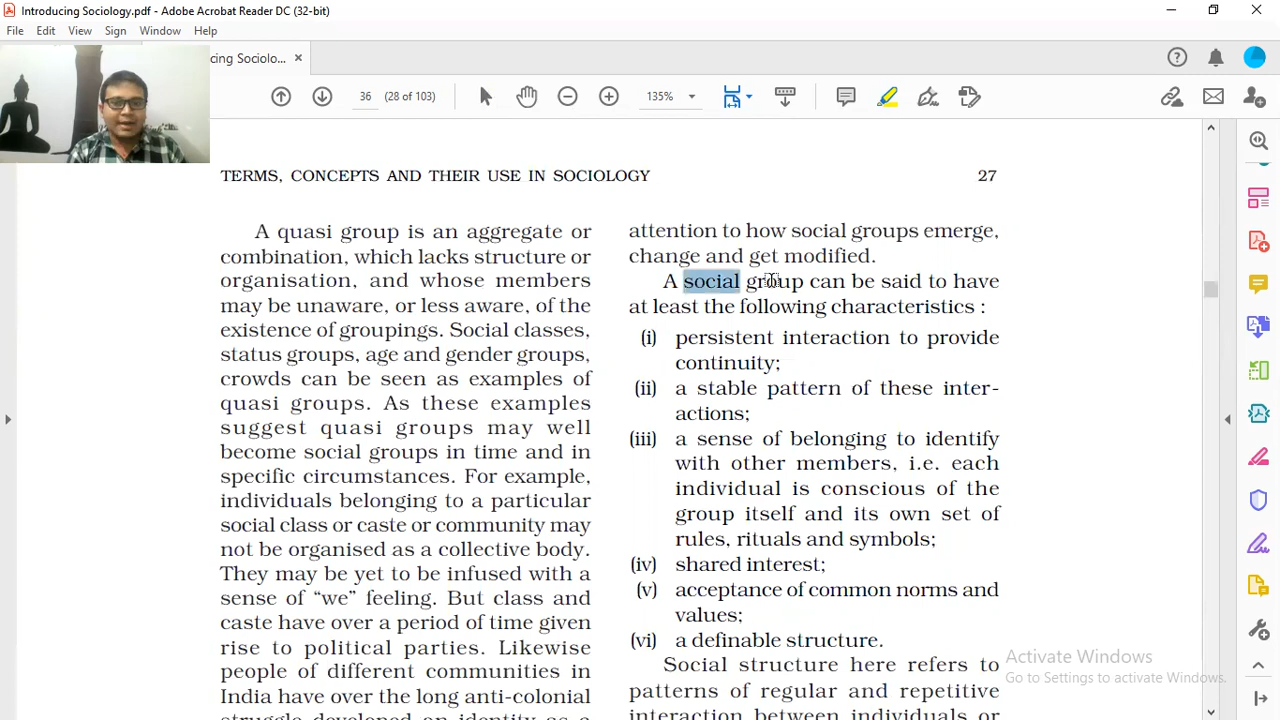 Introducing Sociology.pdf - Adobe Acrobat Reader DC (32-bit)
File Edit View Sign Window Help
cing Sociolo...
36 (28 of 103) 135%
TERMS, CONCEPTS AND THEIR USE IN SOCIOLOGY 27
A quasi group is an aggregate or
combination, which lacks structure or
organisation, and whose members
may be unaware, or less aware, of the
existence of groupings. Social classes,
status groups, age and gender groups,
crowds can be seen as examples of
quasi groups. As these examples
suggest quasi groups may well
become social groups in time and in
specific circumstances. For example,
individuals belonging to a particular
social class or caste or community may
not be organised as a collective body.
They may be yet to be infused with a
sense of “we” feeling. But class and
caste have over a period of time given
rise to political parties. Likewise
people of different communities in
India have over the long anti-colonial
struggle developed an identity as a
attention to how social groups emerge,
change and get modified.
A social group can be said to have
at least the following characteristics :
(i) persistent interaction to provide
continuity;
(ii) a stable pattern of these inter-
actions;
(iii) a sense of belonging to identify
with other members, i.e. each
individual is conscious of the
group itself and its own set of
rules, rituals and symbols;
(iv) shared interest;
(v) acceptance of common norms and
values;
(vi) a definable structure.
Social structure here refers to
patterns of regular and repetitive
interaction between individuals or
Activate Windows
Go to Settings to activate Windows.